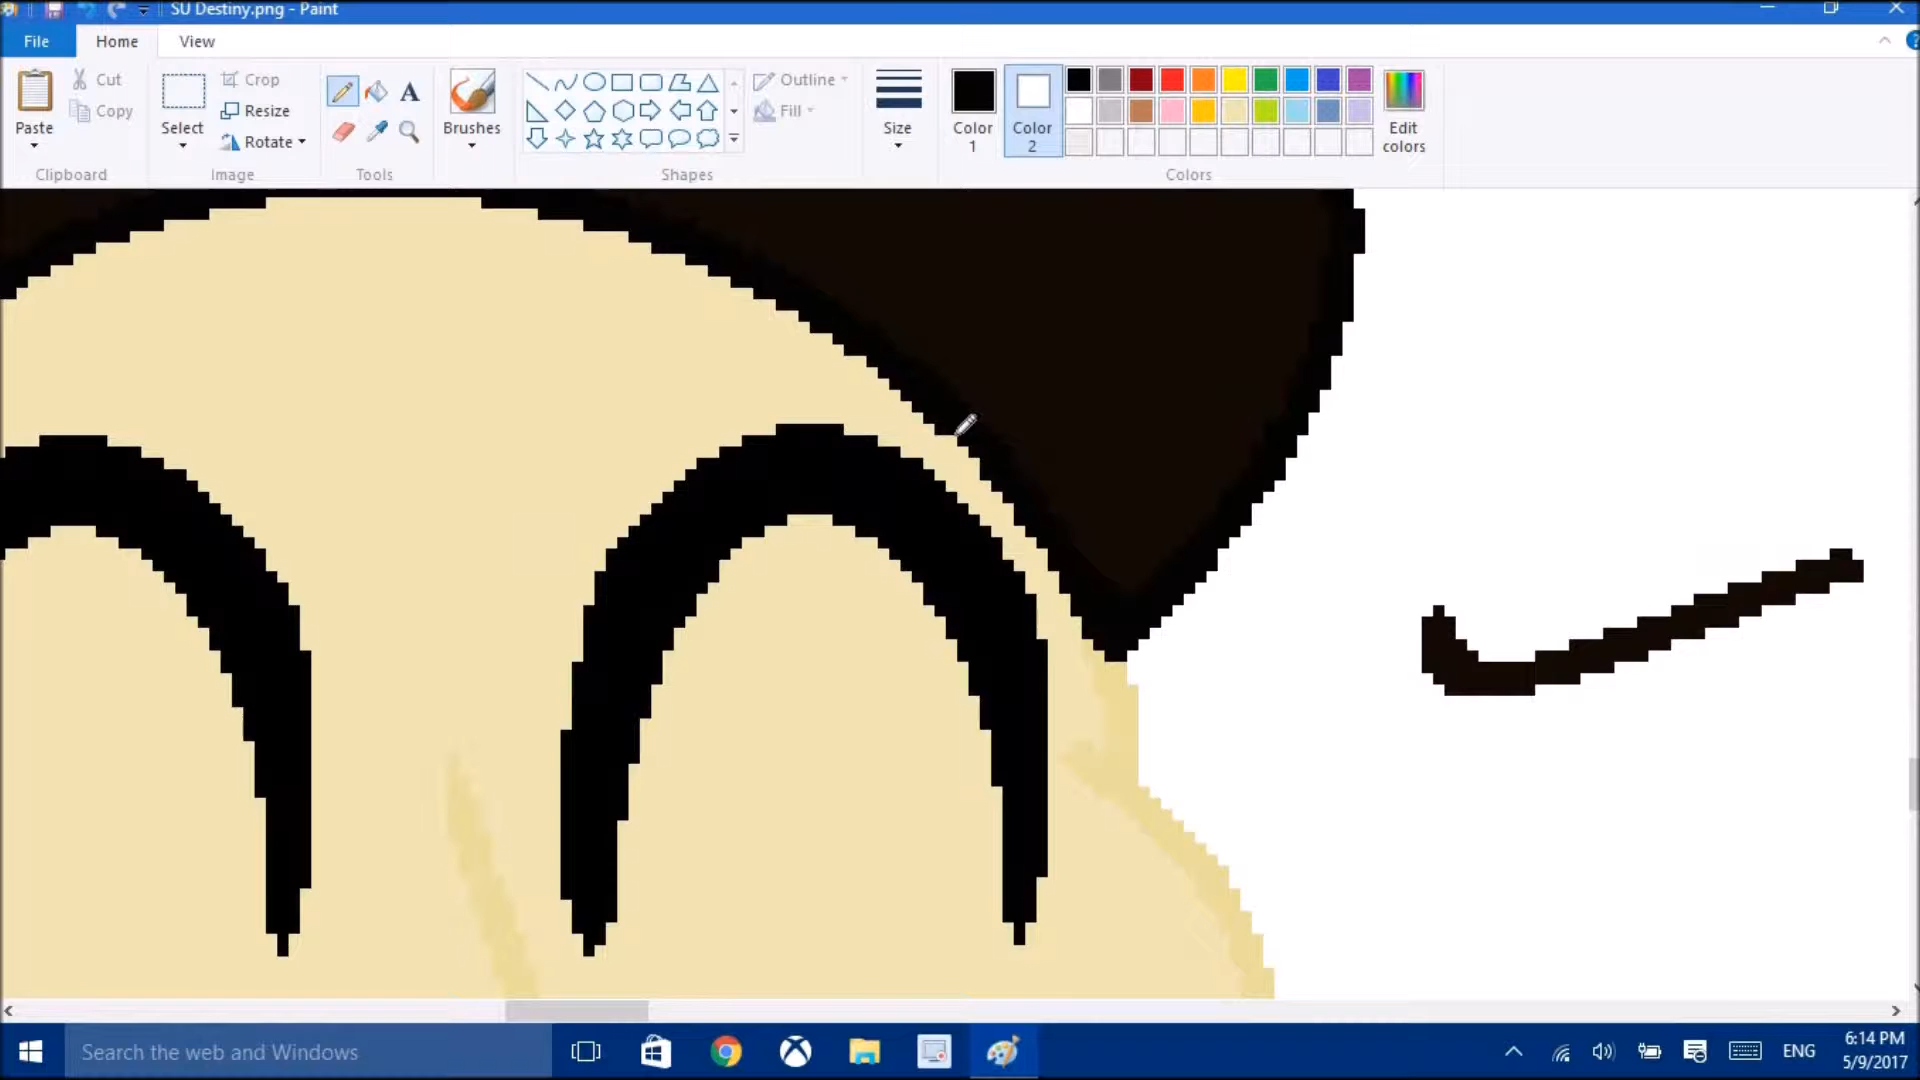 SU Destiny.png - Paint
File Home View
Cut
Copy
Paste
Clipboard
Crop
Resize
Rotate
Select
Image
A
Tools
Brushes
Outline
Fill
Shapes
Size
Color 1
Color 2
Edit colors
Colors
Search the web and Windows
ENG
6:14 PM
5/9/2017